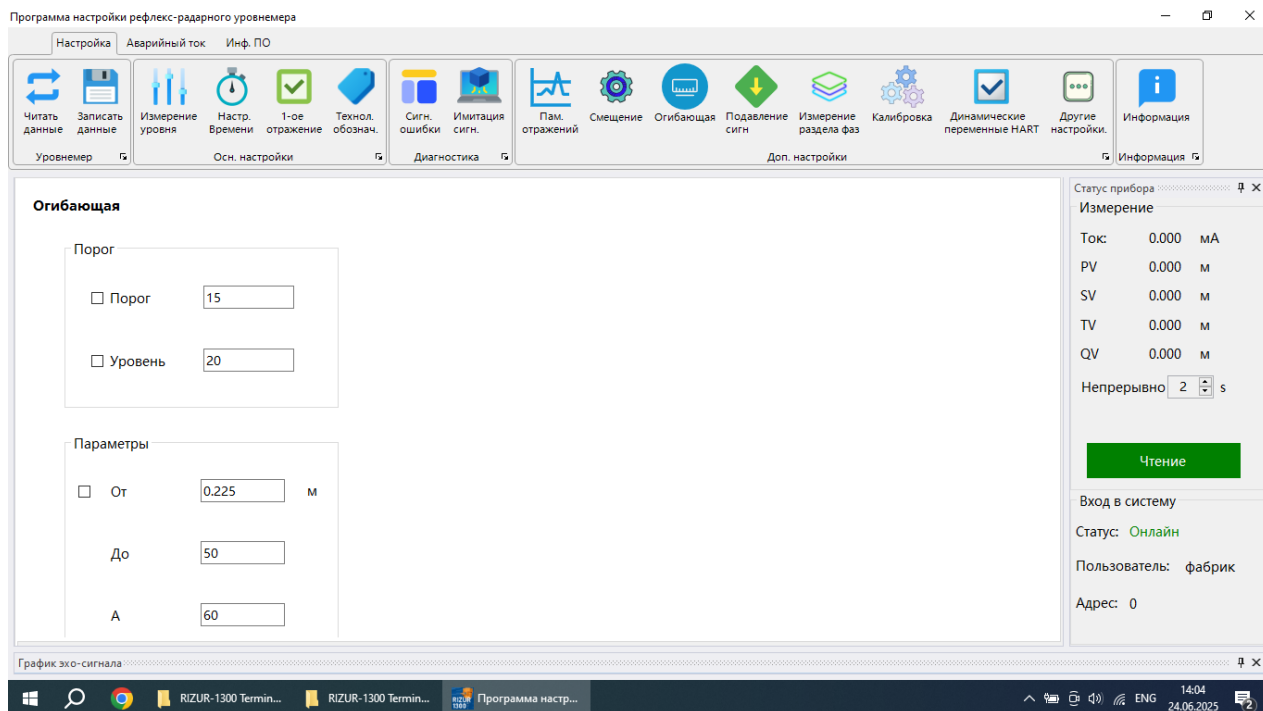 Программа настройки рефлекс-радарного уровнемера
Настройка Аварийный ток Инф. ПО
Читать данные
Записать данные
Измерение уровня
Настр. Времени
1-ое отражение
Технол. обознач.
Сигн. ошибки
Имитация сигн.
Пам. отражений
Смещение
Огибающая
Подавление сигн
Измерение раздела фаз
Калибровка
Динамические переменные HART
Другие настройки.
Информация
Уровнемер
Осн. настройки
Диагностика
Доп. настройки
Информация
Огибающая
Порог
Порог 15
Уровень 20
Параметры
От 0.225 м
До 50
А 60
Статус прибора
Измерение
Ток: 0.000 мА
PV 0.000 м
SV 0.000 м
TV 0.000 м
QV 0.000 м
Непрерывно 2 s
Чтение
Вход в систему
Статус: Онлайн
Пользователь: фабрик
Адрес: 0
График эхо-сигнала
RIZUR-1300 Termin...
RIZUR-1300 Termin...
RIZUR 1300
Программа настр...
ENG
14:04
24.06.2025
2